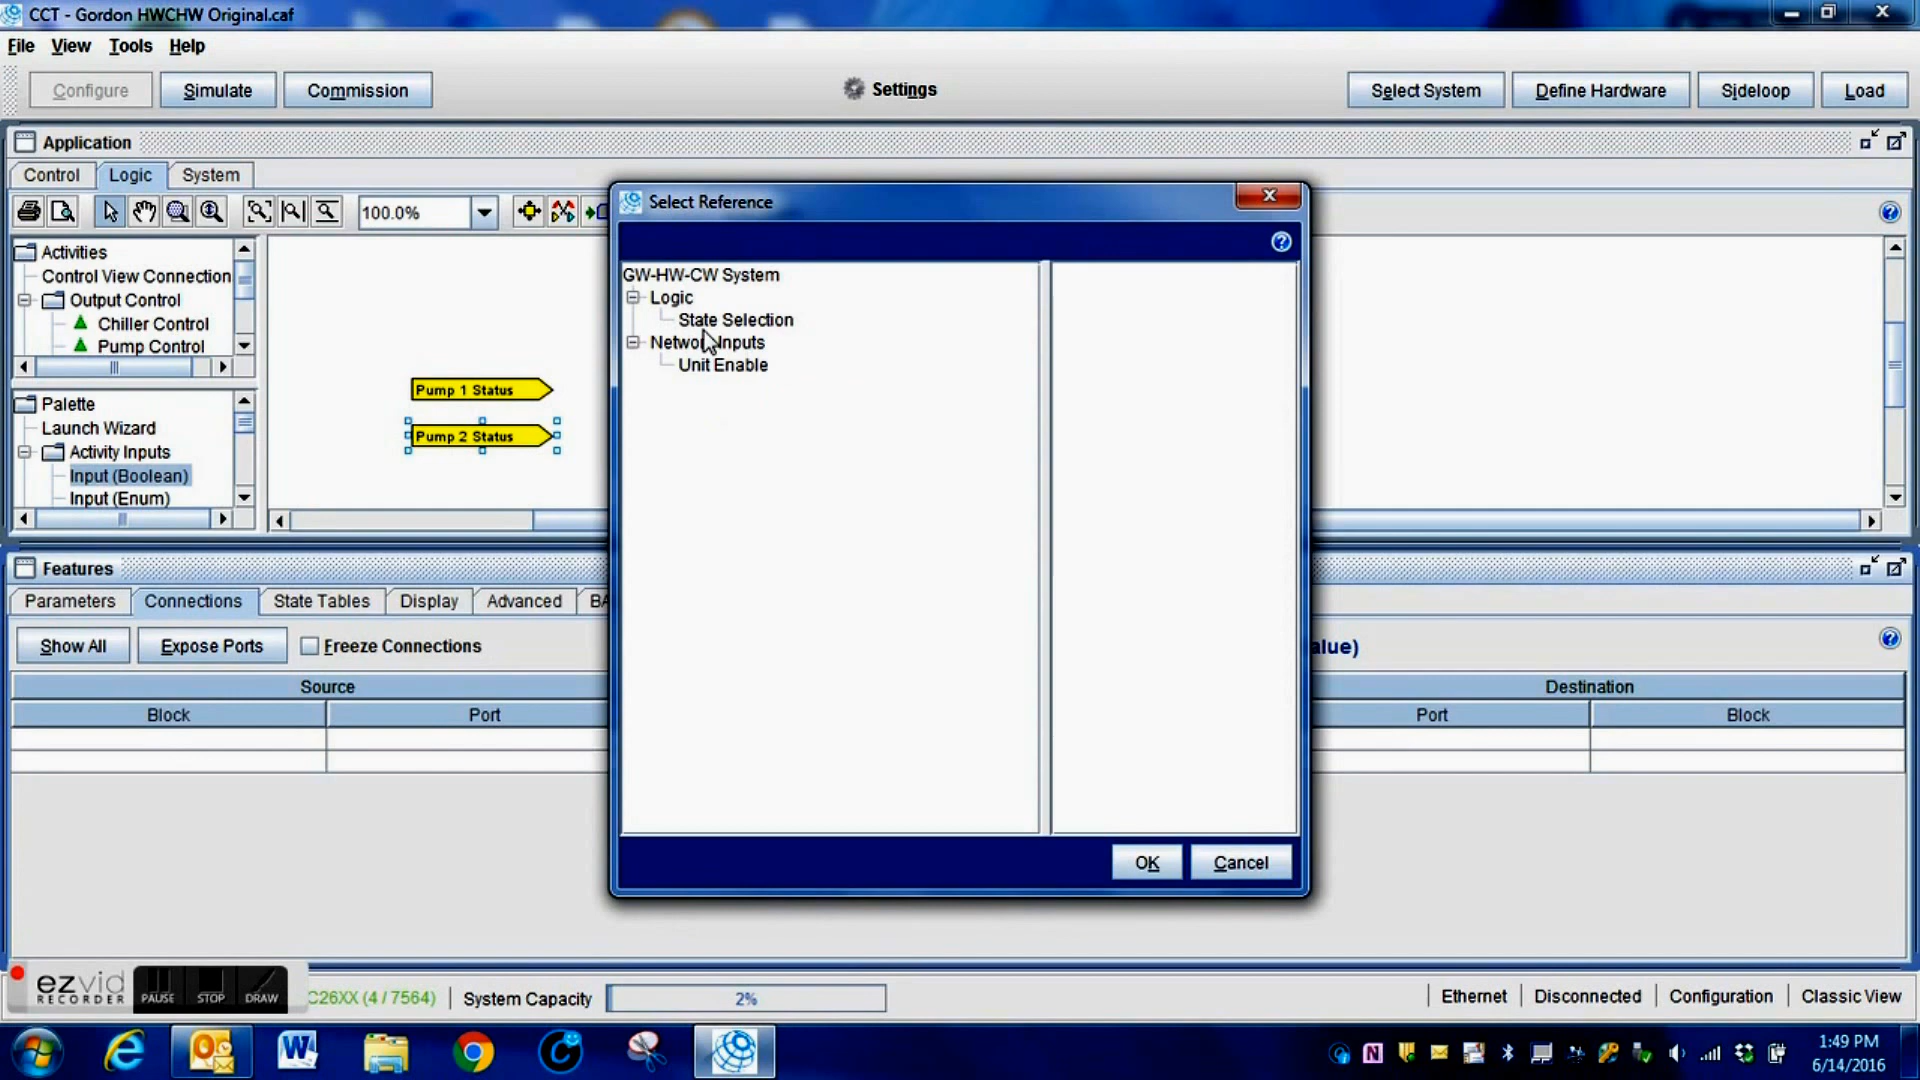 CCT - Gordon HWCHW Original.caf
File View Tools Help
Configure Simulate Commission Settings Select System Define Hardware Sideloop Load
Application
Control Logic System
100.0%
Activities
Control View Connection
Output Control
Chiller Control
Pump Control
Palette
Launch Wizard
Activity Inputs
Input (Boolean)
Input (Enum)
Pump 1 Status
Pump 2 Status
Select Reference
GW-HW-CW System
Logic
State Selection
Network Inputs
Unit Enable
OK Cancel
Features
Parameters Connections State Tables Display Advanced BA
Show All Expose Ports Freeze Connections alue)
Source Destination
Block Port Port Block
ezvid
RECORDER
PAUSE STOP DRAW
C26XX (4 / 7564) System Capacity 2% Ethernet Disconnected Configuration Classic View
1:49 PM
6/14/2016